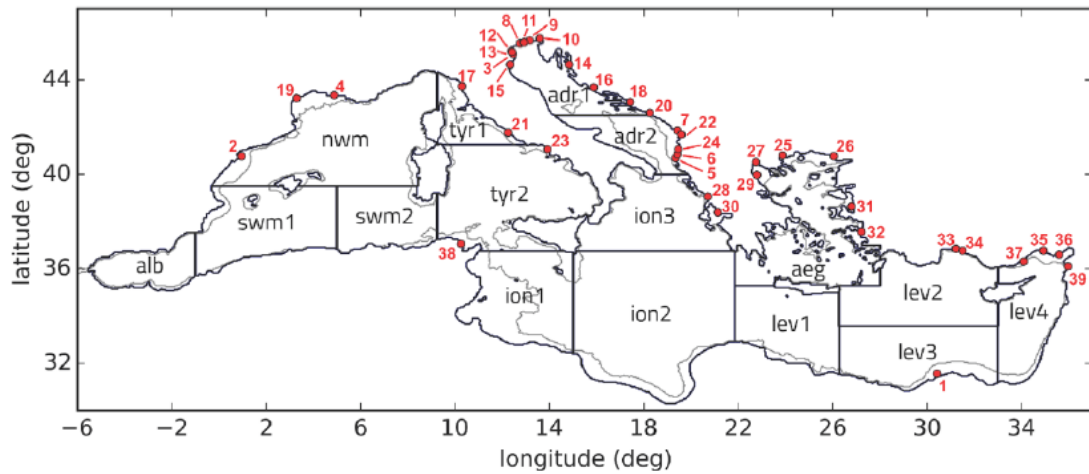 8 11 9
12 10
13
3
15
14
16
18
20
7
22
24
6
5
17
19
4
2
21
23
27
25
26
29
28
30
31
32
33
34
35
36
37
39
38
1
adr1
adr2
nwm
tyr1
tyr2
swm1
swm2
alb
ion3
ion1
ion2
aeg
lev1
lev2
lev3
lev4
44
40
36
32
latitude (deg)
−6 −2 2 6 10 14 18 22 26 30 34
longitude (deg)